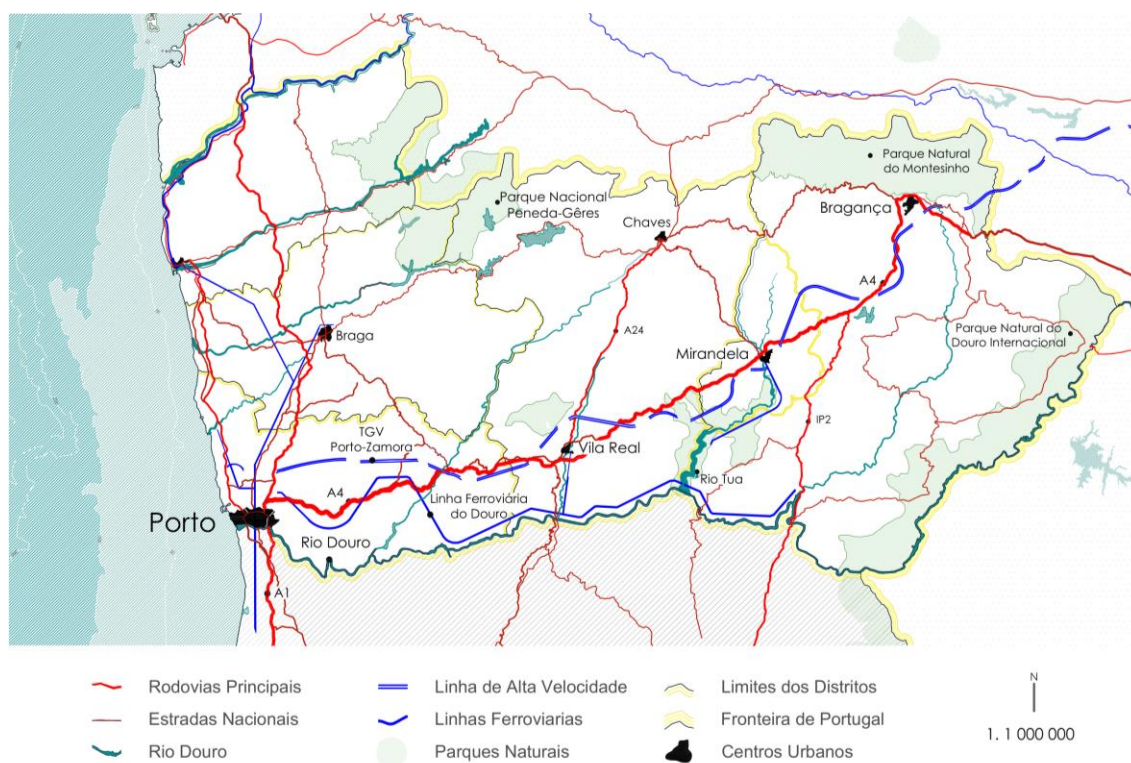 Parque Natural
do Montesinho
Parque Nacional
Peneda-Gêres
Bragança
Chaves
A4
A24
Braga
Parque Natural do
Douro Internacional
Mirandela
TGV
Porto-Zamora
Vila Real
IP2
Rio Tua
A4
Linha Ferroviária
do Douro
Porto
Rio Douro
A1
Rodovias Principais
Linha de Alta Velocidade
Limites dos Distritos
N
Estradas Nacionais
Linhas Ferroviarias
Fronteira de Portugal
1. 1 000 000
Rio Douro
Parques Naturais
Centros Urbanos